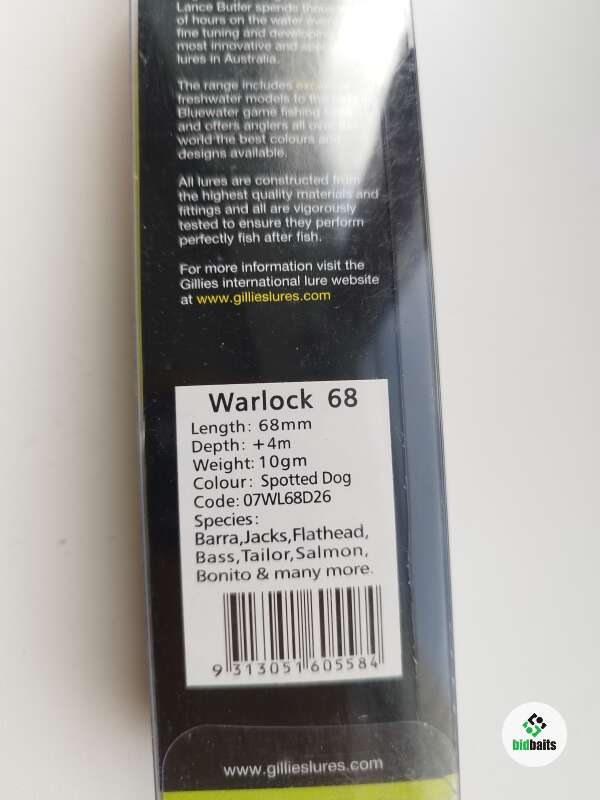 Lance Butler spends
of hours on the water
fine tuning and
most innovative and
lures in Australia.
The range includes
freshwater models to the
Bluewater game fishing
and offers anglers all over the
world the best colours and
designs available.
All lures are constructed from
the highest quality materials and
fittings and all are vigorously
tested to ensure they perform
perfectly fish after fish.
For more information visit the
Gillies international lure website
at www.gillieslures.com
Warlock 68
Length: 68mm
Depth: +4m
Weight: 10gm
Colour: Spotted Dog
Code: 07WL68D26
Species:
Barra,Jacks,Flathead,
Bass,Tailor,Salmon,
Bonito & many more.
9 313051 605584
www.gillieslures.com
bidbaits